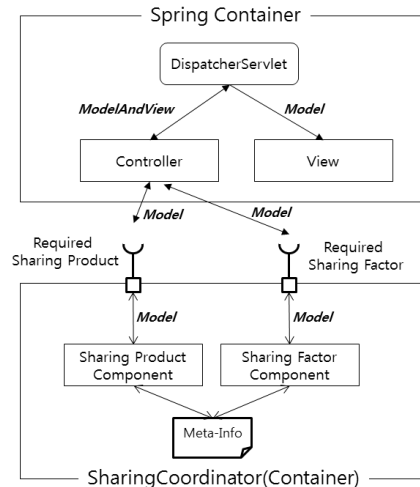 Spring Container
DispatcherServlet
ModelAndView
Model
Controller
View
Model
Model
Required
Sharing Product
Required
Sharing Factor
Model
Model
Sharing Product
Component
Sharing Factor
Component
Meta-Info
SharingCoordinator(Container)